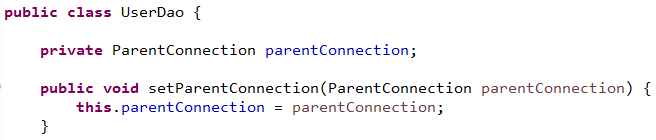 public class UserDao {
private ParentConnection parentConnection;
public void setParentConnection(ParentConnection parentConnection) {
this.parentConnection = parentConnection;
}